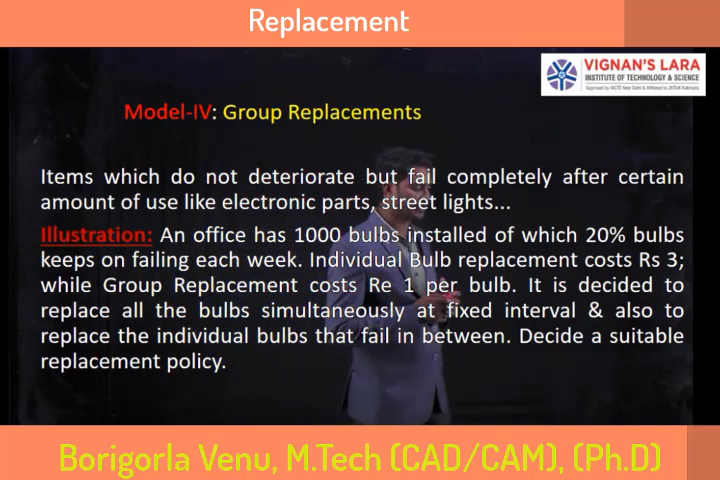 Replacement
VIGNAN'S LARA
INSTITUTE OF TECHNOLOGY & SCIENCE
Model-IV: Group Replacements
Items which do not deteriorate but fail completely after certain
amount of use like electronic parts, street lights...
Illustration: An office has 1000 bulbs installed of which 20% bulbs
keeps on failing each week. Individual Bulb replacement costs Rs 3;
while Group Replacement costs Re 1 per bulb. It is decided to
replace all the bulbs simultaneously at fixed interval & also to
replace the individual bulbs that fail in between. Decide a suitable
replacement policy.
Borigorla Venu, M.Tech (CAD/CAM), (Ph.D)